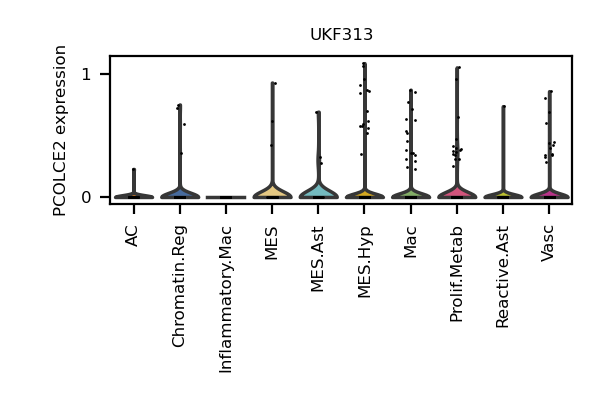 UKF313
PCOLCE2 expression
1
0
AC
Chromatin.Reg
Inflammatory.Mac
MES
MES.Ast
MES.Hyp
Mac
Prolif.Metab
Reactive.Ast
Vasc